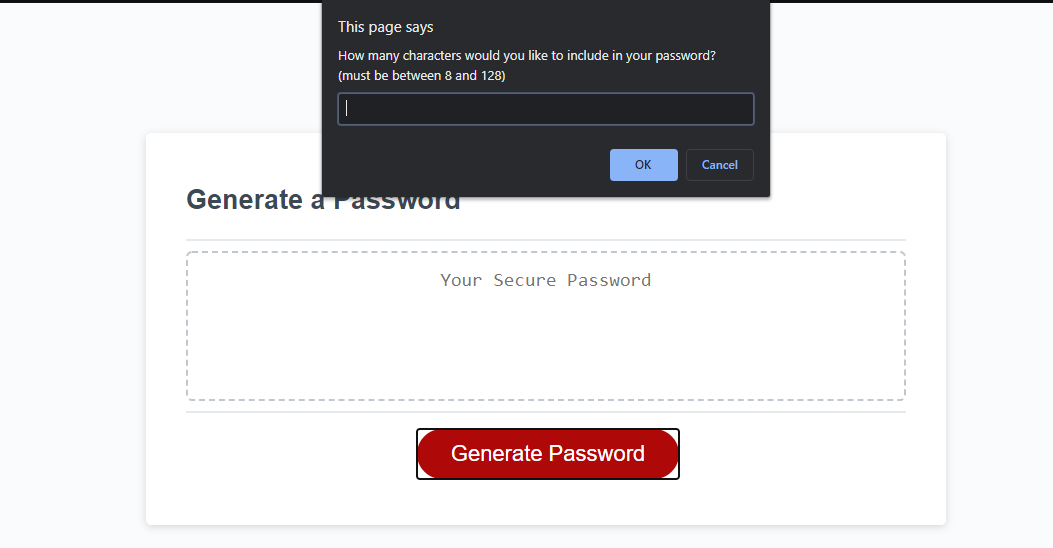 This page says
How many characters would you like to include in your password?
(must be between 8 and 128)
OK
Cancel
Generate a Password
Your Secure Password
Generate Password